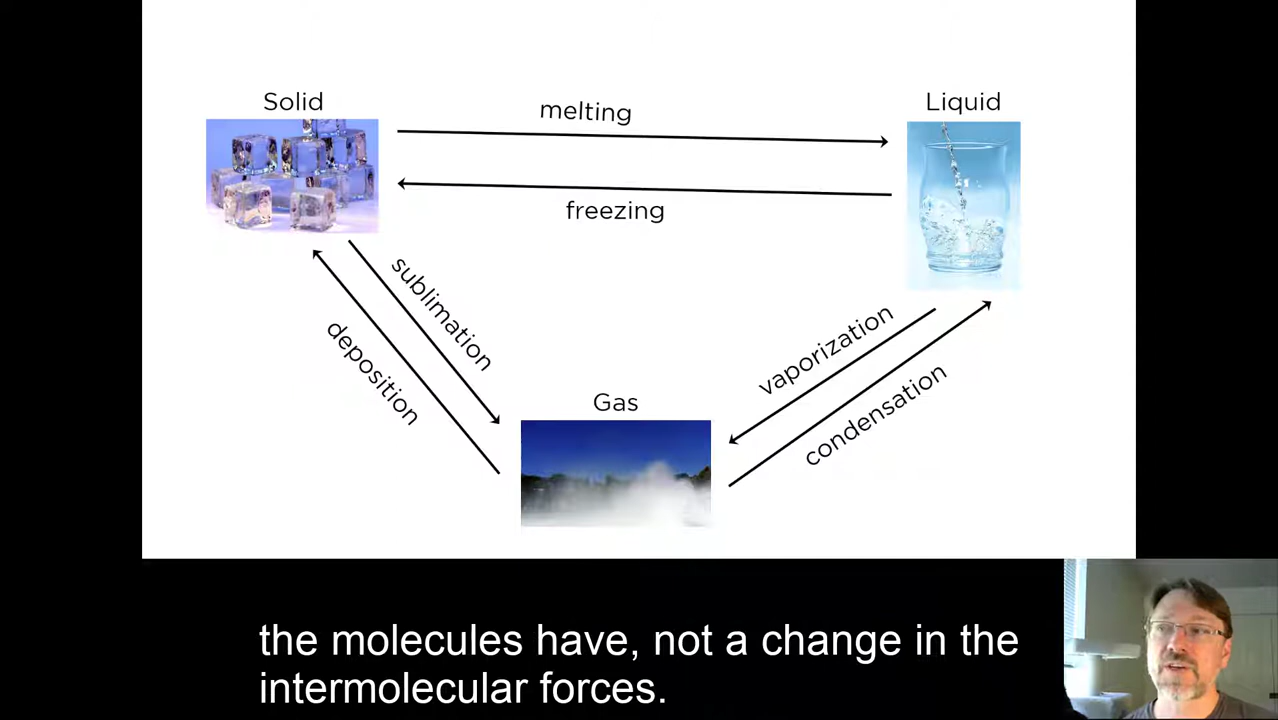 Solid
melting
Liquid
freezing
sublimation
deposition
vaporization
condensation
Gas
the molecules have, not a change in the
intermolecular forces.